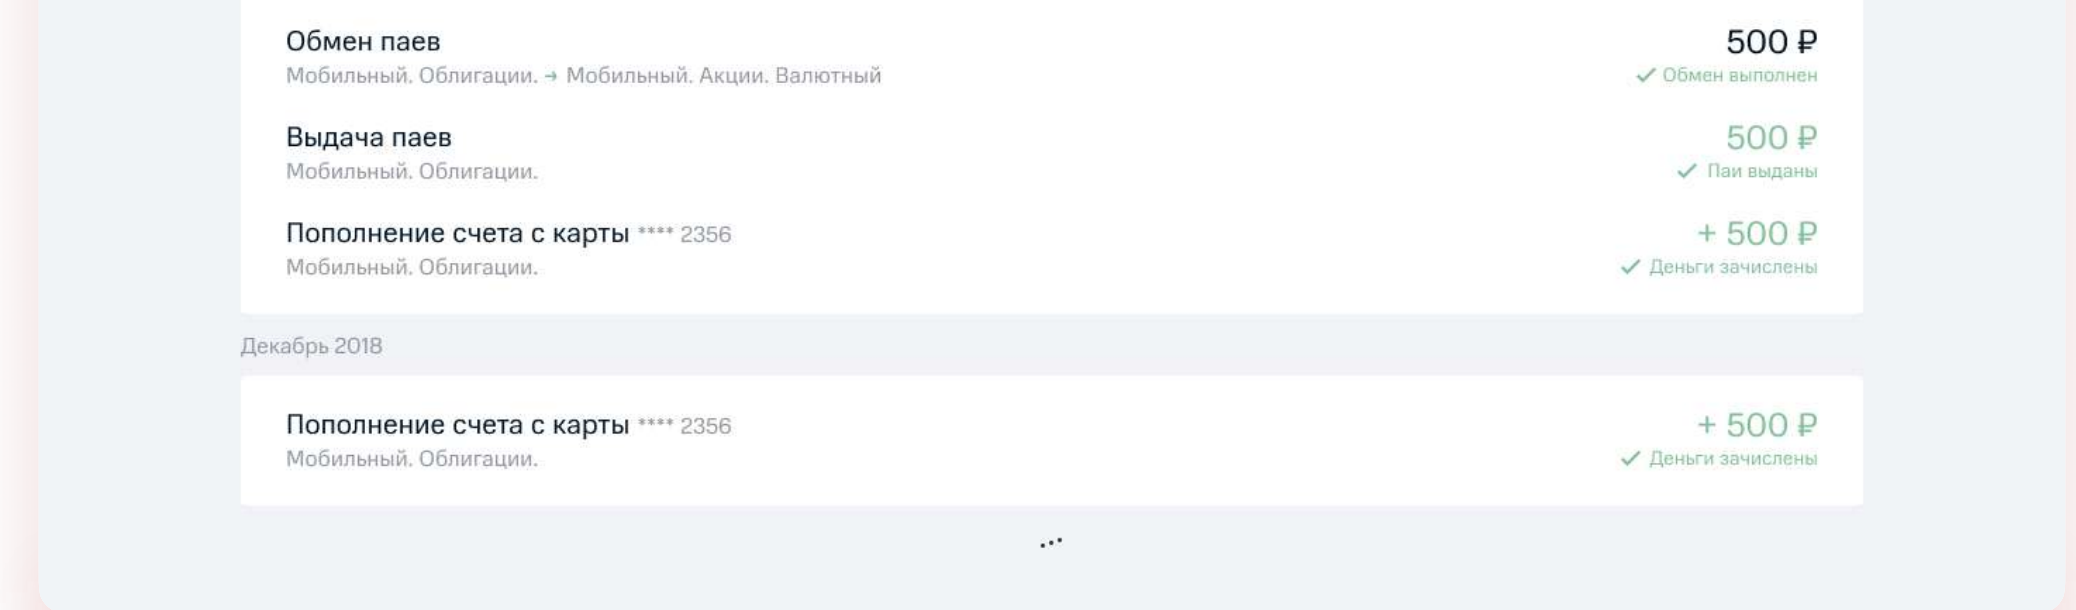 Обмен паев 500 ₽
Мобильный. Облигации. → Мобильный. Акции. Валютный ✓ Обмен выполнен
Выдача паев 500 ₽
Мобильный. Облигации. ✓ Паи выданы
Пополнение счета с карты **** 2356 + 500 ₽
Мобильный. Облигации. ✓ Деньги зачислены
Декабрь 2018
Пополнение счета с карты **** 2356 + 500 ₽
Мобильный. Облигации. ✓ Деньги зачислены